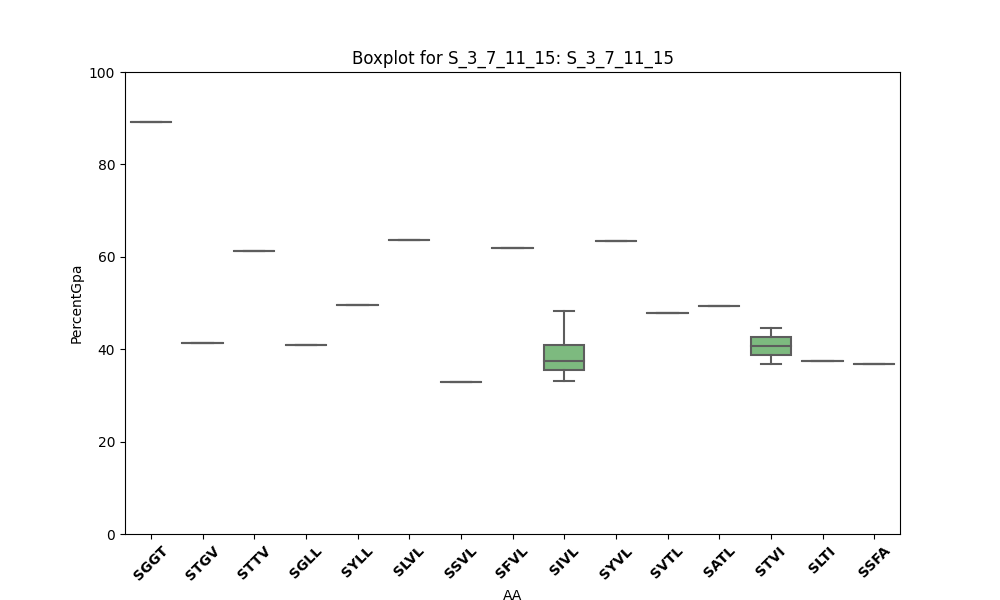 Boxplot for S_3_7_11_15: S_3_7_11_15
PercentGpa
100
80
60
40
20
0
SGGT STGV STTV SGLL SYLL SLVL SSVL SFVL SIVL SYVL SVTL SATL STVI SLTI SSFA
AA